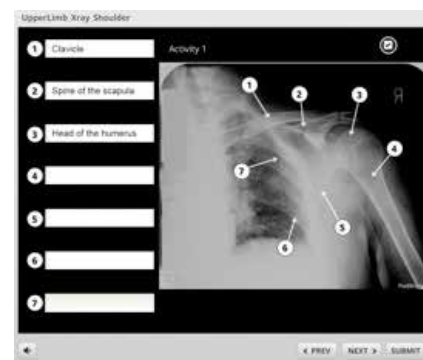 UpperLimb Xray Shoulder
Activity 1
1 Clavicle
2 Spine of the scapula
3 Head of the humerus
4
5
6
7
1
2
3
4
7
5
6
R
< PREV NEXT > SUBMIT